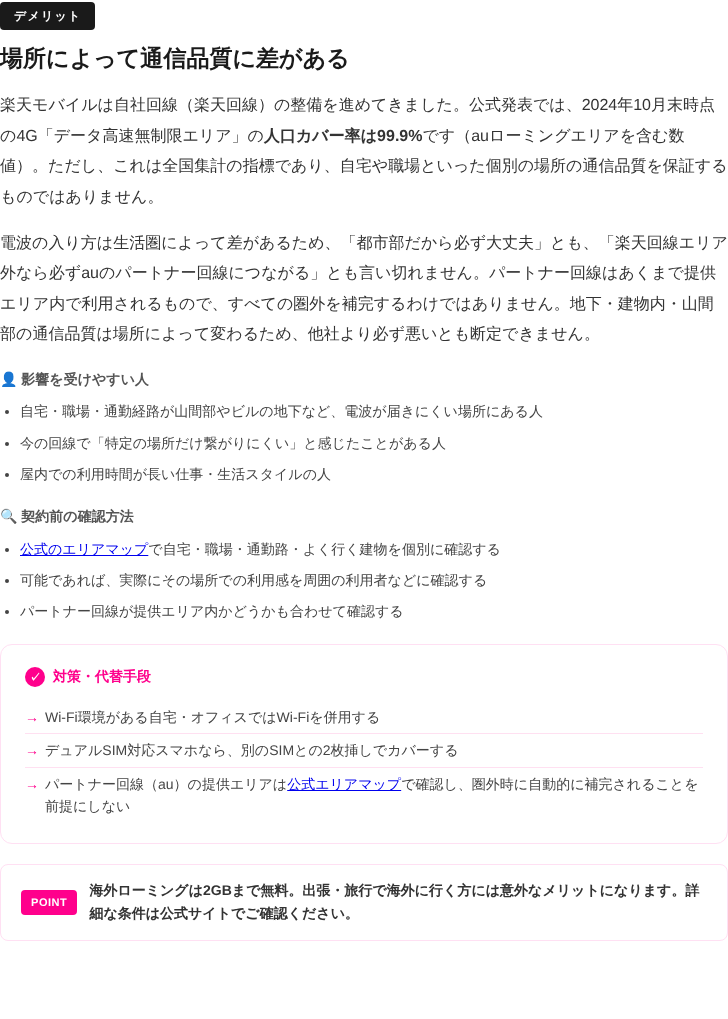 デメリット
場所によって通信品質に差がある
楽天モバイルは自社回線（楽天回線）の整備を進めてきました。公式発表では、2024年10月末時点
の4G「データ高速無制限エリア」の人口カバー率は99.9%です（auローミングエリアを含む数
値）。ただし、これは全国集計の指標であり、自宅や職場といった個別の場所の通信品質を保証する
ものではありません。
電波の入り方は生活圏によって差があるため、「都市部だから必ず大丈夫」とも、「楽天回線エリア
外なら必ずauのパートナー回線につながる」とも言い切れません。パートナー回線はあくまで提供
エリア内で利用されるもので、すべての圏外を補完するわけではありません。地下・建物内・山間
部の通信品質は場所によって変わるため、他社より必ず悪いとも断定できません。
👤 影響を受けやすい人
• 自宅・職場・通勤経路が山間部やビルの地下など、電波が届きにくい場所にある人
• 今の回線で「特定の場所だけ繋がりにくい」と感じたことがある人
• 屋内での利用時間が長い仕事・生活スタイルの人
🔍 契約前の確認方法
• 公式のエリアマップで自宅・職場・通勤路・よく行く建物を個別に確認する
• 可能であれば、実際にその場所での利用感を周囲の利用者などに確認する
• パートナー回線が提供エリア内かどうかも合わせて確認する
✓ 対策・代替手段
→ Wi-Fi環境がある自宅・オフィスではWi-Fiを併用する
→ デュアルSIM対応スマホなら、別のSIMとの2枚挿しでカバーする
→ パートナー回線（au）の提供エリアは公式エリアマップで確認し、圏外時に自動的に補完されることを
前提にしない
POINT
海外ローミングは2GBまで無料。出張・旅行で海外に行く方には意外なメリットになります。詳
細な条件は公式サイトでご確認ください。